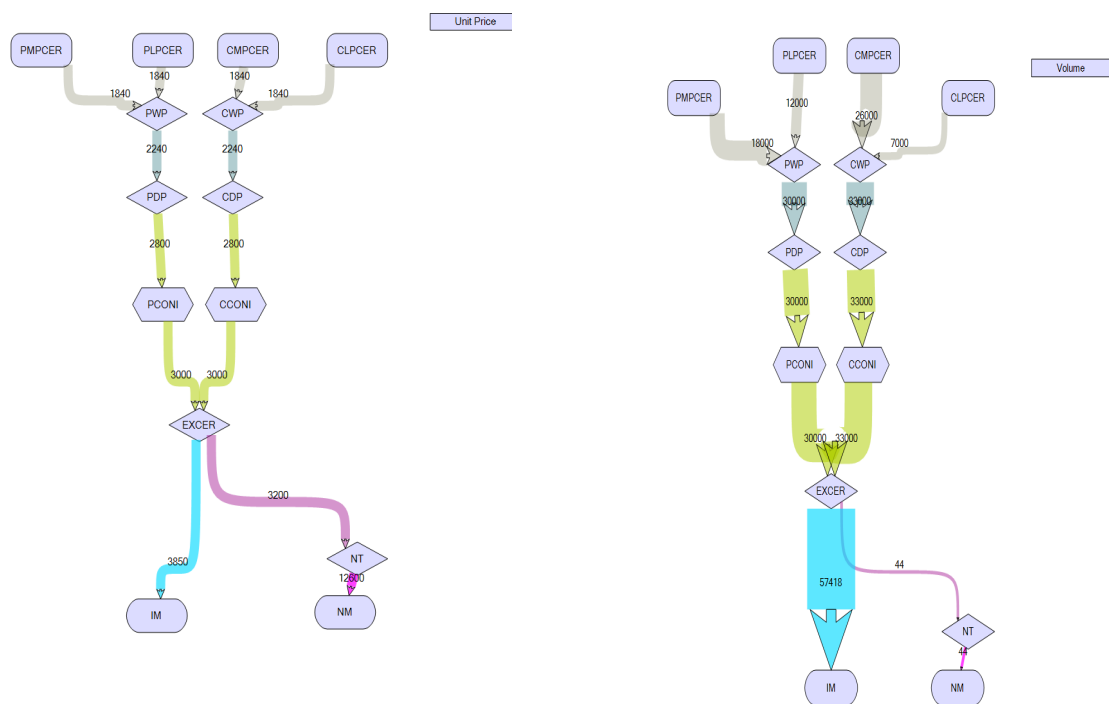 Unit Price
PMPCER
PLPCER
CMPCER
CLPCER
1840
1840
1840
1840
PWP
CWP
2240
2240
PDP
CDP
2800
2800
PCONI
CCONI
3000
3000
EXCER
3200
3850
NT
12600
IM
NM
Volume
PLPCER
CMPCER
PMPCER
CLPCER
12000
26000
18000
7000
PWP
CWP
30000
33000
PDP
CDP
30000
33000
PCONI
CCONI
30000
33000
EXCER
44
57418
NT
44
IM
NM